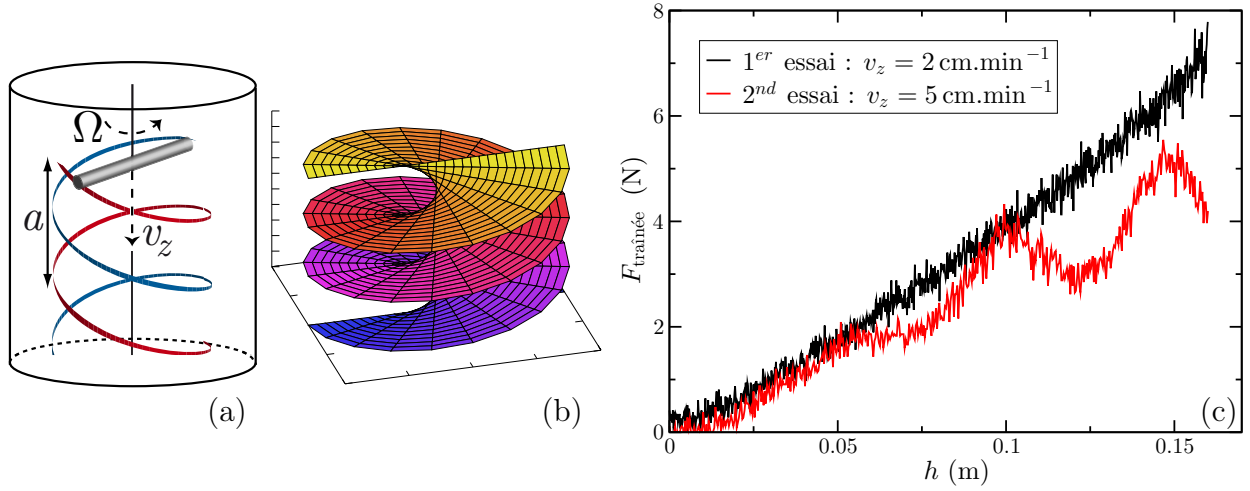 Ω
a
v_z
(a)
(b)
8
6
4
2
0
F_traînée (N)
1^er essai : v_z = 2 cm.min^−1
2^nd essai : v_z = 5 cm.min^−1
(c)
0
0.05
0.1
0.15
h (m)